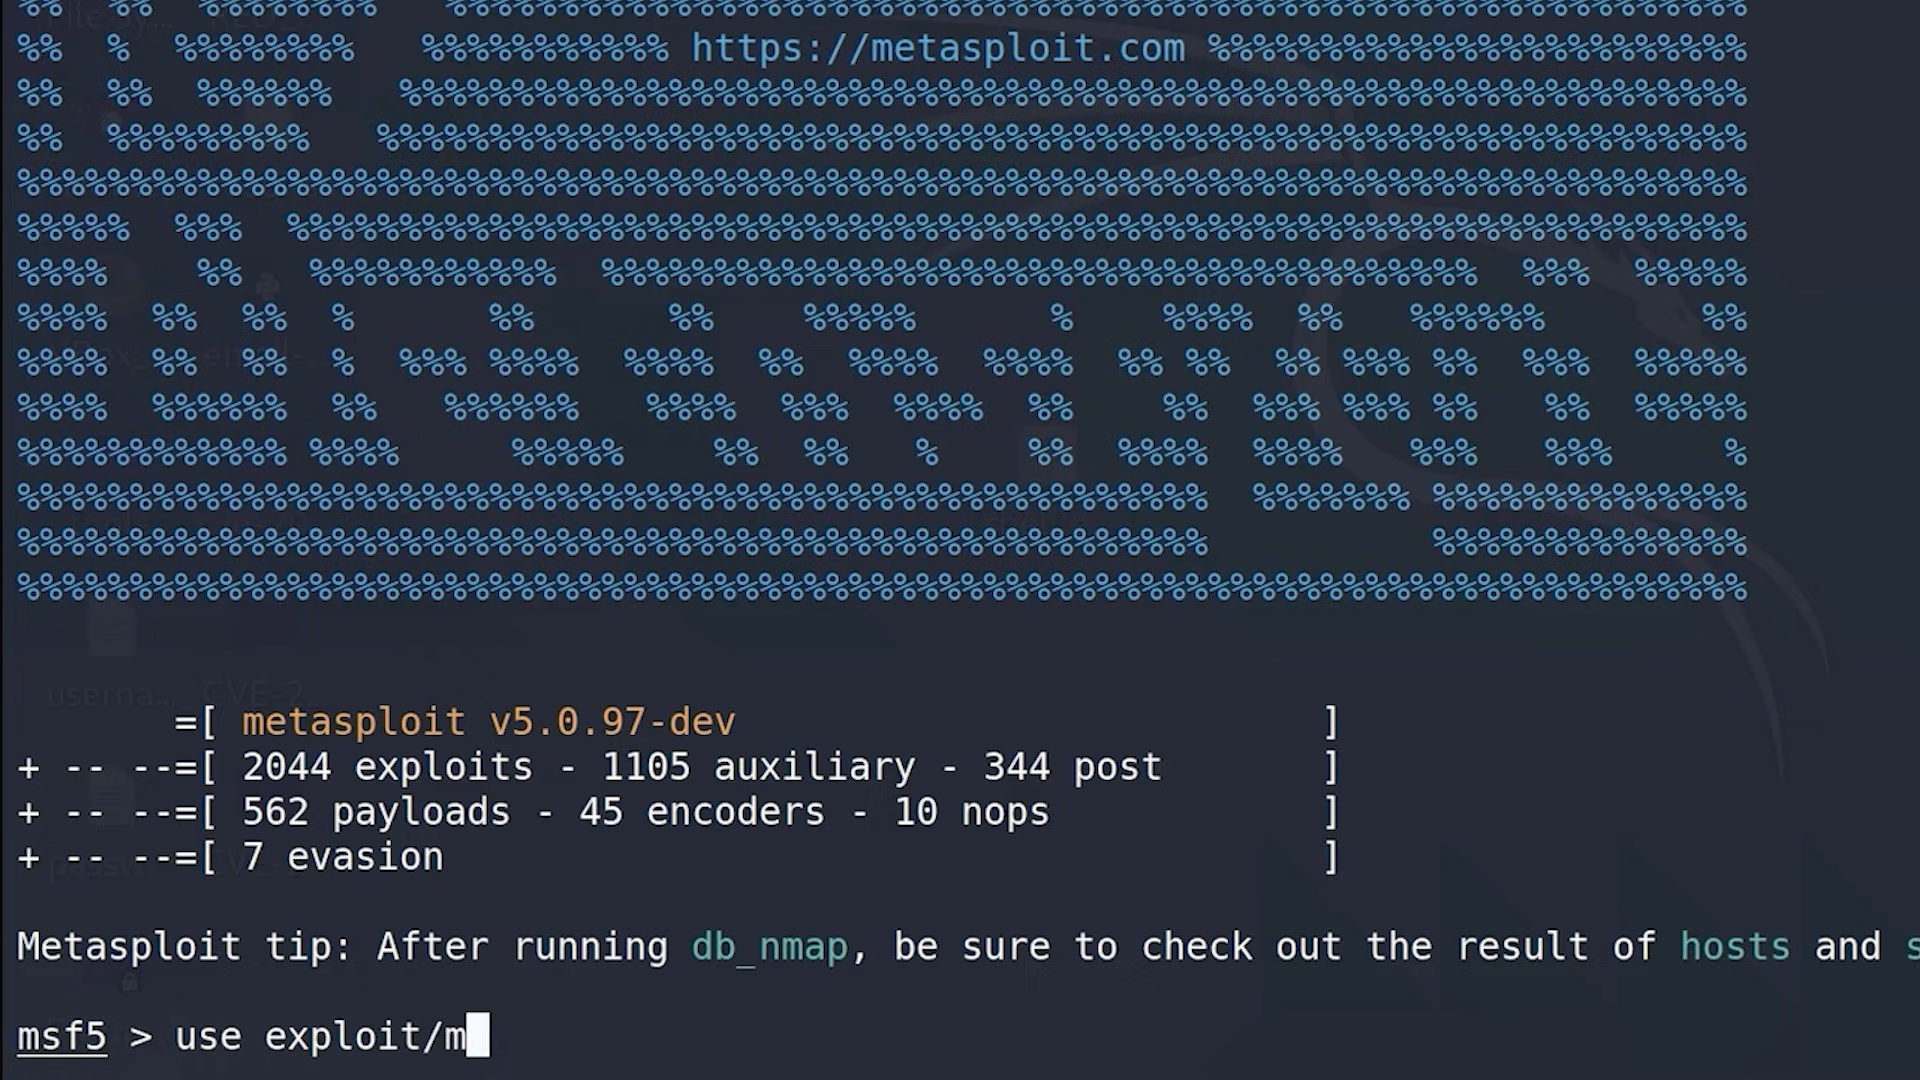 %%  %  %%%%%%%%   %%%%%%%%%%% https://metasploit.com %%%%%%%%%%%%%%%%%%%%%%%%
%%  %%  %%%%%%   %%%%%%%%%%%%%%%%%%%%%%%%%%%%%%%%%%%%%%%%%%%%%%%%%%%%%%%%%%%%
%%  %%%%%%%%%   %%%%%%%%%%%%%%%%%%%%%%%%%%%%%%%%%%%%%%%%%%%%%%%%%%%%%%%%%%%%%
%%%%%%%%%%%%%%%%%%%%%%%%%%%%%%%%%%%%%%%%%%%%%%%%%%%%%%%%%%%%%%%%%%%%%%%%%%%%%%%
%%%%%  %%%  %%%%%%%%%%%%%%%%%%%%%%%%%%%%%%%%%%%%%%%%%%%%%%%%%%%%%%%%%%%%%%%%%
%%%%    %%   %%%%%%%%%%%  %%%%%%%%%%%%%%%%%%%%%%%%%%%%%%%%%%%%%%%  %%%  %%%%%
%%%%  %%  %%  %      %%      %%    %%%%%      %    %%%%  %%   %%%%%%       %%
%%%%  %%  %%  %  %%% %%%%  %%%%  %%  %%%%  %%%%  %% %%  %% %%% %%  %%%  %%%%%
%%%%  %%%%%%  %%   %%%%%%   %%%%  %%%  %%%%  %%    %%  %%% %%% %%   %%  %%%%%
%%%%%%%%%%%% %%%%     %%%%%    %%  %%   %    %%  %%%%  %%%%   %%%   %%%     %
%%%%%%%%%%%%%%%%%%%%%%%%%%%%%%%%%%%%%%%%%%%%%%%%%%%%%  %%%%%%% %%%%%%%%%%%%%%
%%%%%%%%%%%%%%%%%%%%%%%%%%%%%%%%%%%%%%%%%%%%%%%%%%%%%          %%%%%%%%%%%%%%
%%%%%%%%%%%%%%%%%%%%%%%%%%%%%%%%%%%%%%%%%%%%%%%%%%%%%%%%%%%%%%%%%%%%%%%%%%%%%%%
=[ metasploit v5.0.97-dev ]
+ -- --=[ 2044 exploits - 1105 auxiliary - 344 post ]
+ -- --=[ 562 payloads - 45 encoders - 10 nops ]
+ -- --=[ 7 evasion ]
Metasploit tip: After running db_nmap, be sure to check out the result of hosts and s
msf5 > use exploit/m